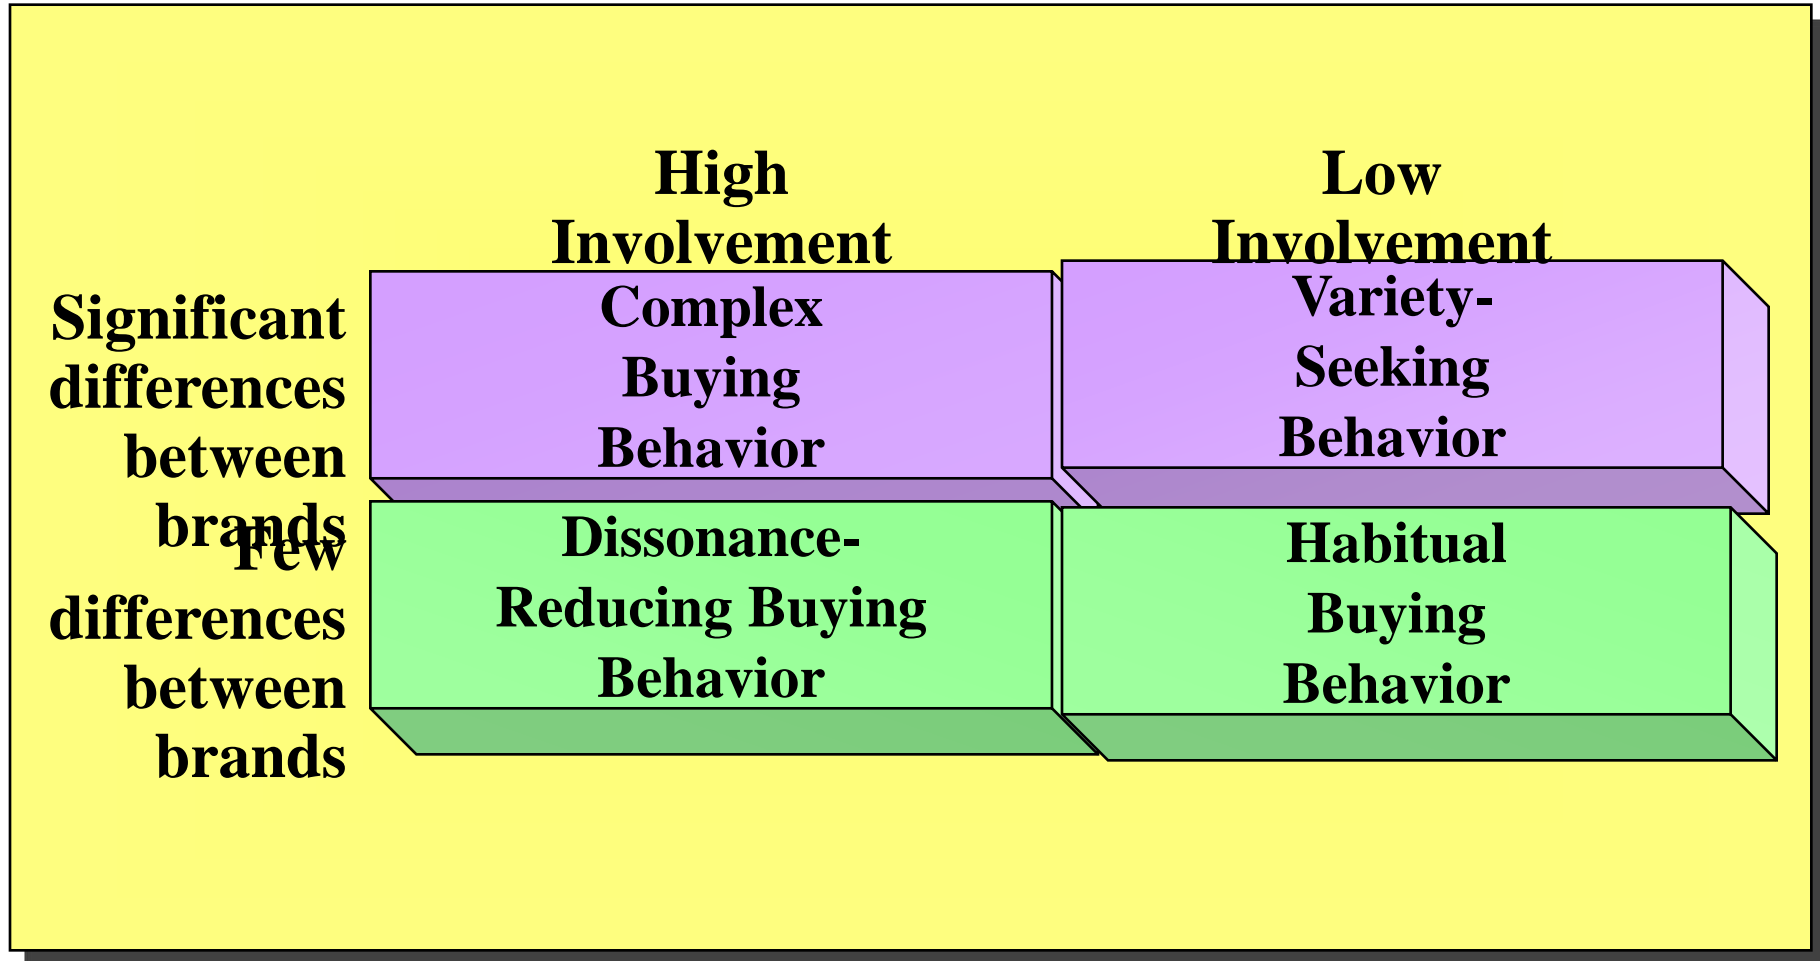 High
Involvement
Low
Involvement
Significant
differences
between
brands
Complex
Buying
Behavior
Variety-
Seeking
Behavior
Few
differences
between
brands
Dissonance-
Reducing Buying
Behavior
Habitual
Buying
Behavior